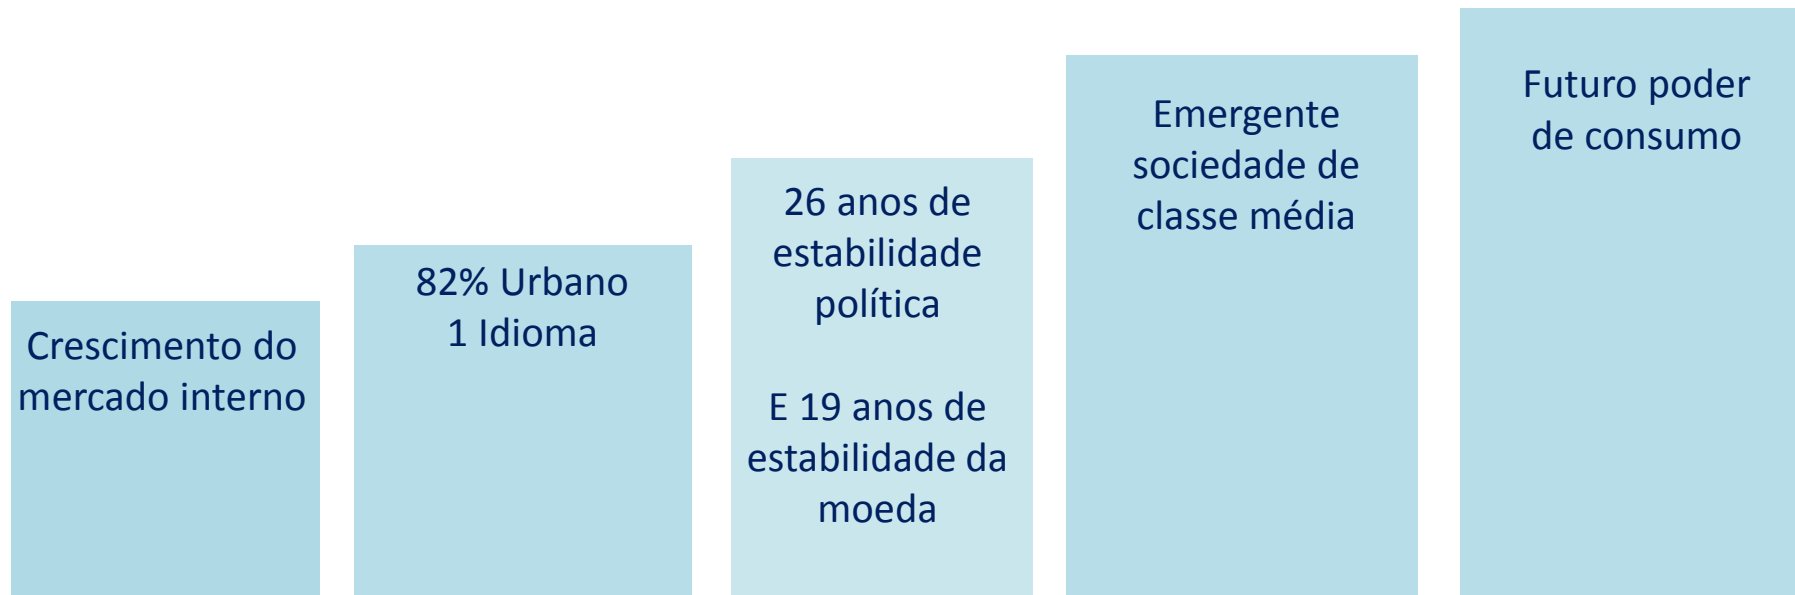 Crescimento do
mercado interno
82% Urbano
1 Idioma
26 anos de
estabilidade
política
E 19 anos de
estabilidade da
moeda
Emergente
sociedade de
classe média
Futuro poder
de consumo